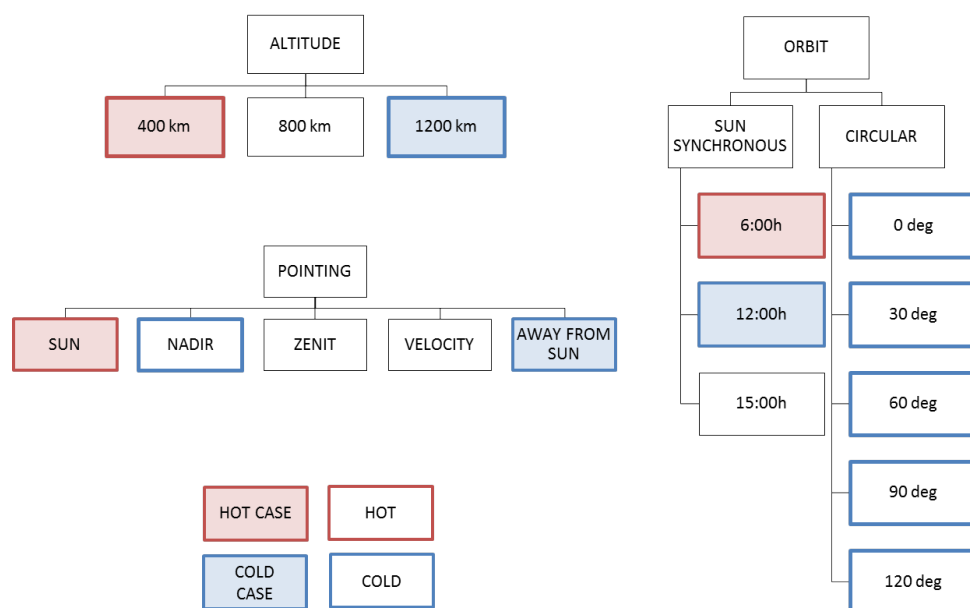 ALTITUDE
400 km
800 km
1200 km
POINTING
SUN
NADIR
ZENIT
VELOCITY
AWAY FROM
SUN
HOT CASE
HOT
COLD
CASE
COLD
ORBIT
SUN
SYNCHRONOUS
CIRCULAR
6:00h
0 deg
12:00h
30 deg
15:00h
60 deg
90 deg
120 deg